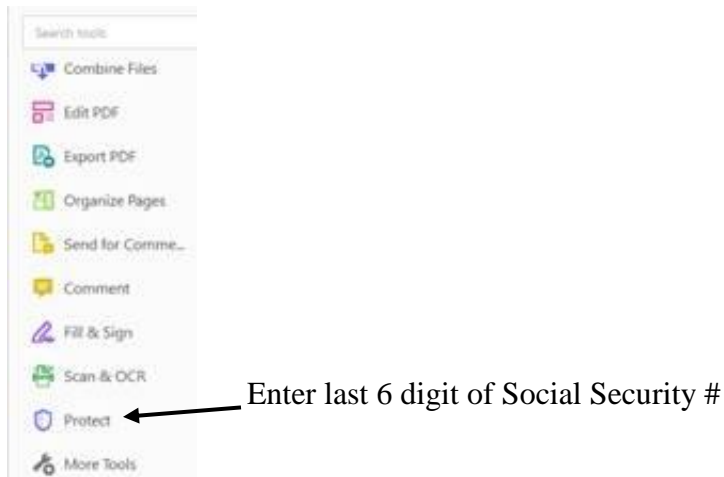 Search tools
Combine Files
Edit PDF
Export PDF
Organize Pages
Send for Comme...
Comment
Fill & Sign
Scan & OCR
Enter last 6 digit of Social Security #
Protect
More Tools